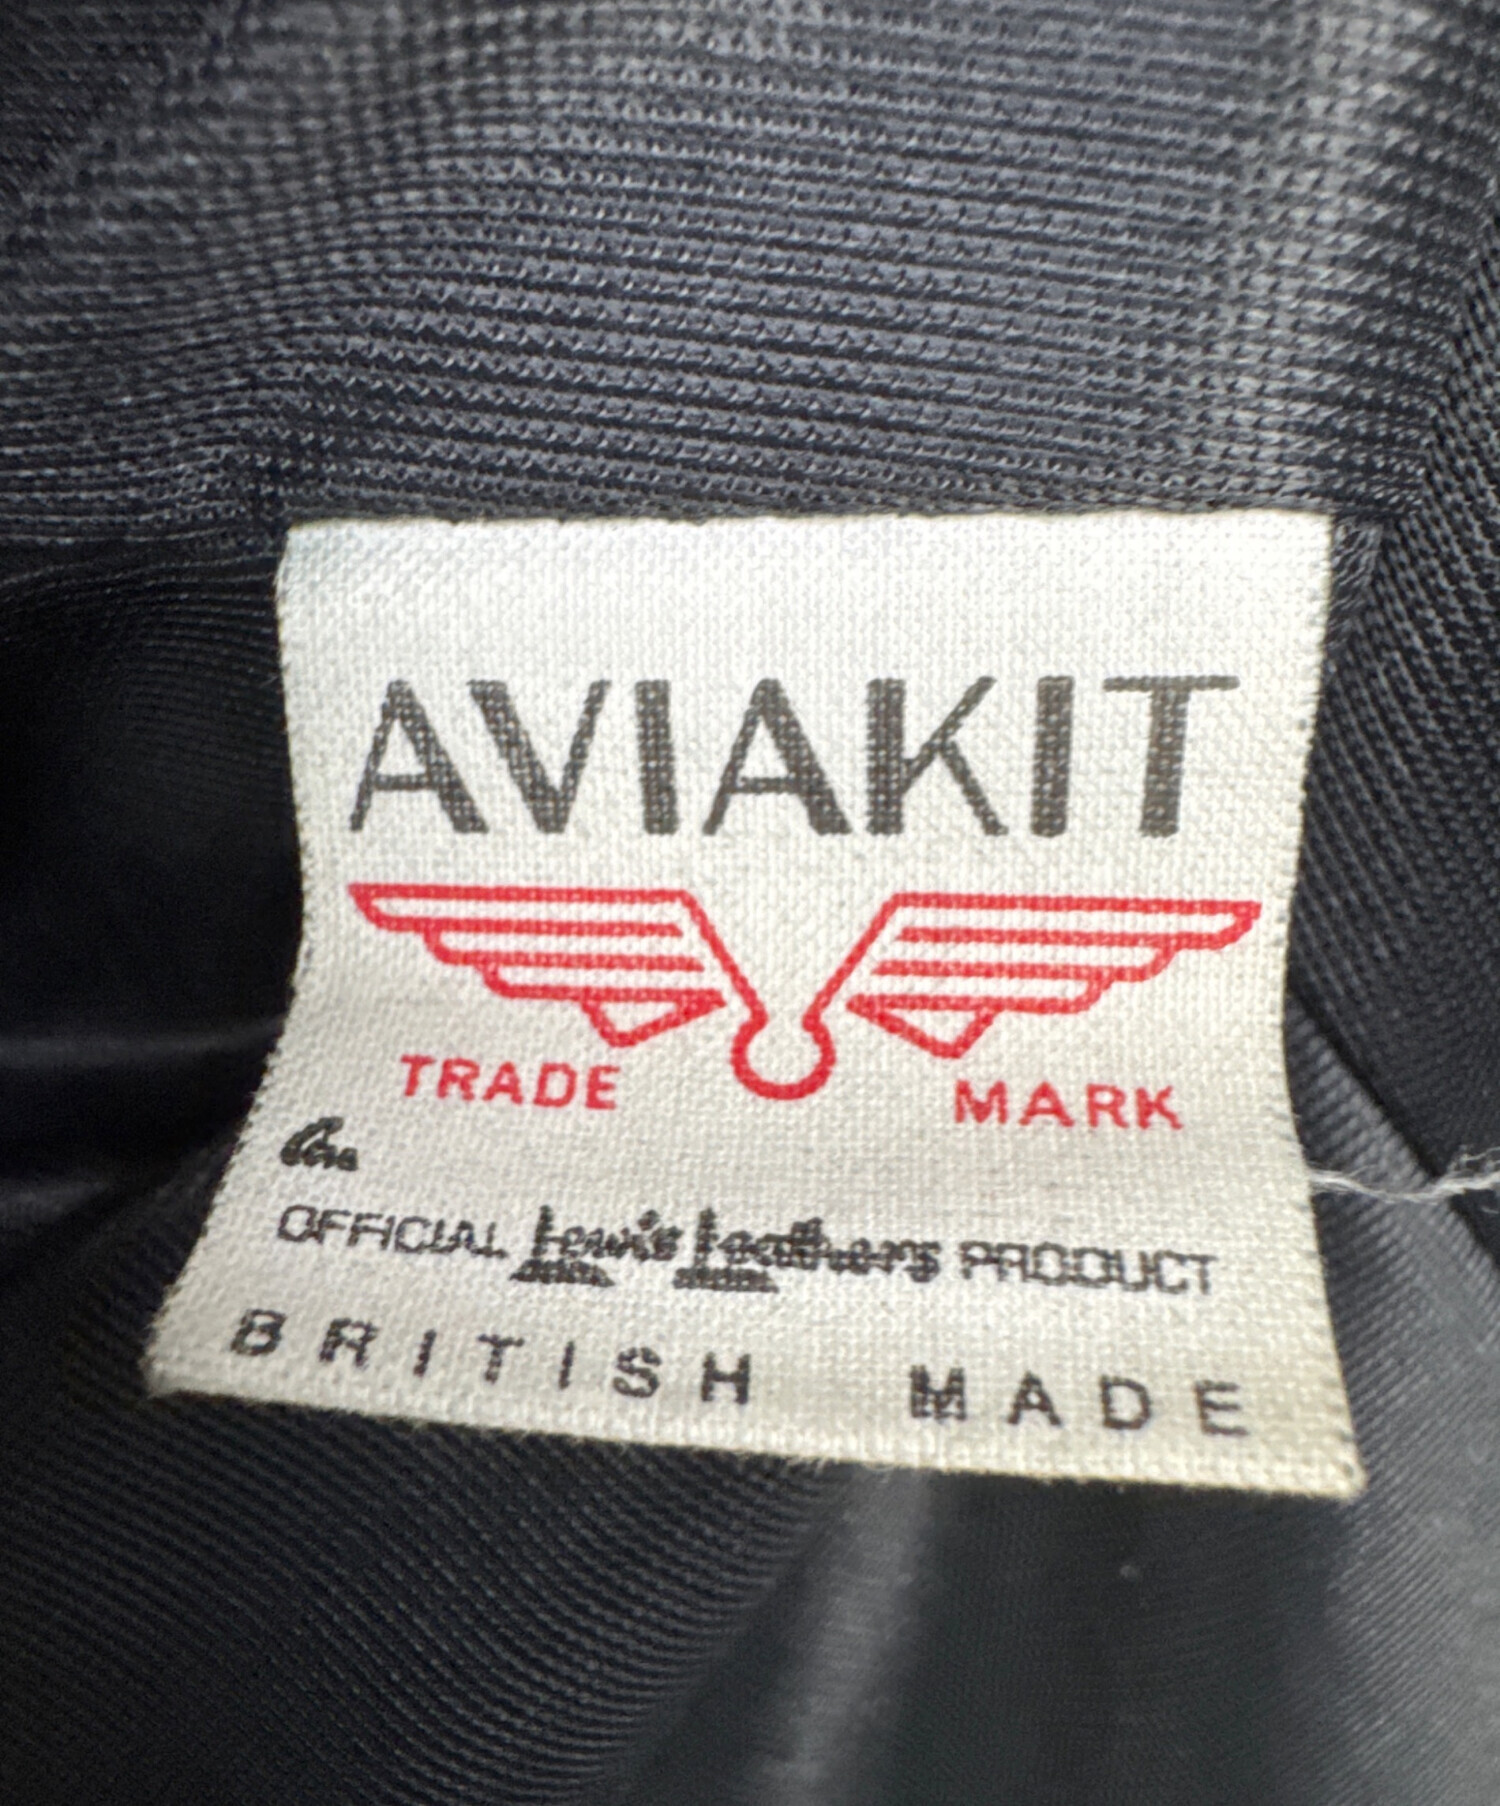 AVIAKIT
TRADE MARK
An
OFFICIAL Lewis Leathers PRODUCT
BRITISH MADE